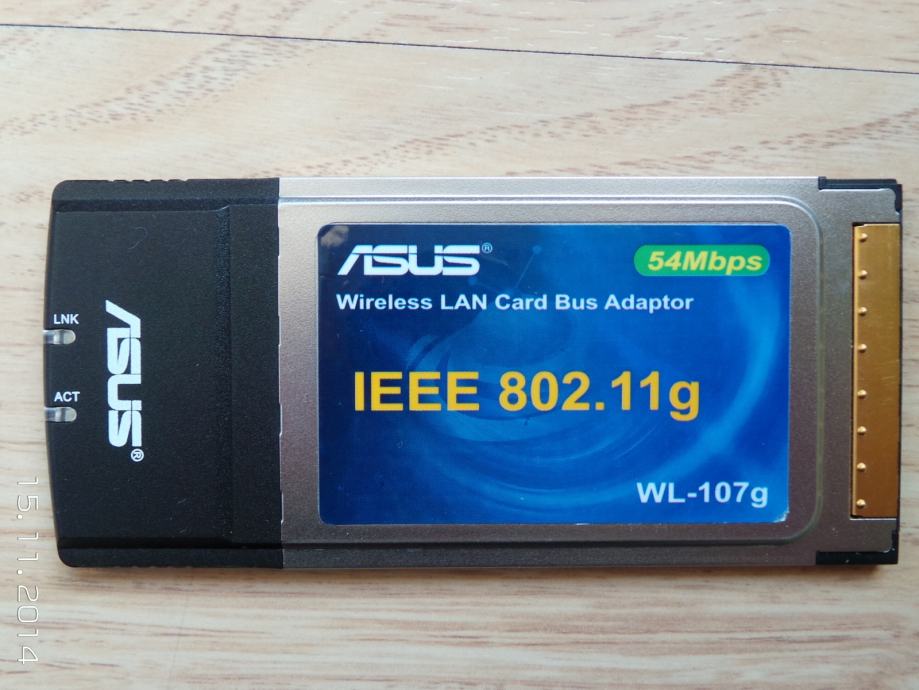 LNK
ACT
ASUS®
ASUS®
54Mbps
Wireless LAN Card Bus Adaptor
IEEE 802.11g
WL-107g
15.11.2014